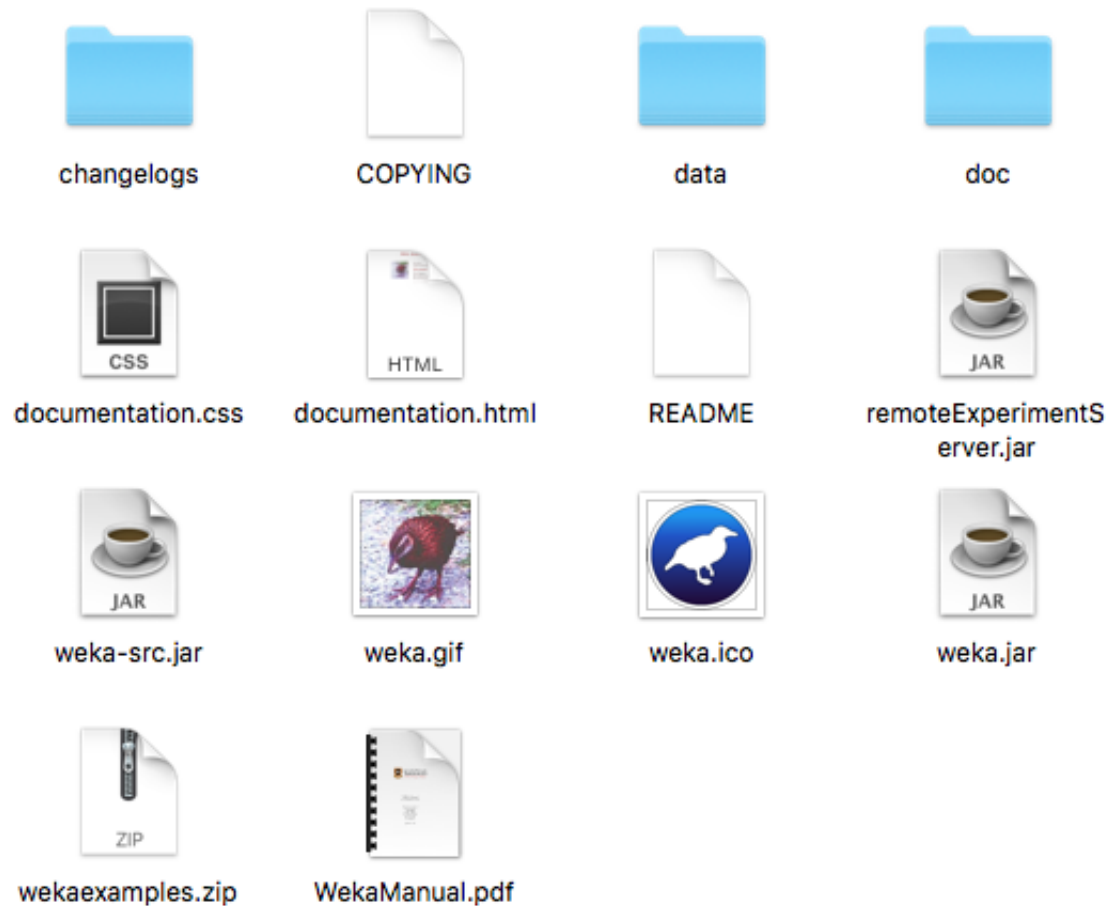 changelogs
COPYING
data
doc
CSS
documentation.css
HTML
documentation.html
README
JAR
remoteExperimentS
erver.jar
JAR
weka-src.jar
weka.gif
weka.ico
JAR
weka.jar
ZIP
wekaexamples.zip
WekaManual.pdf